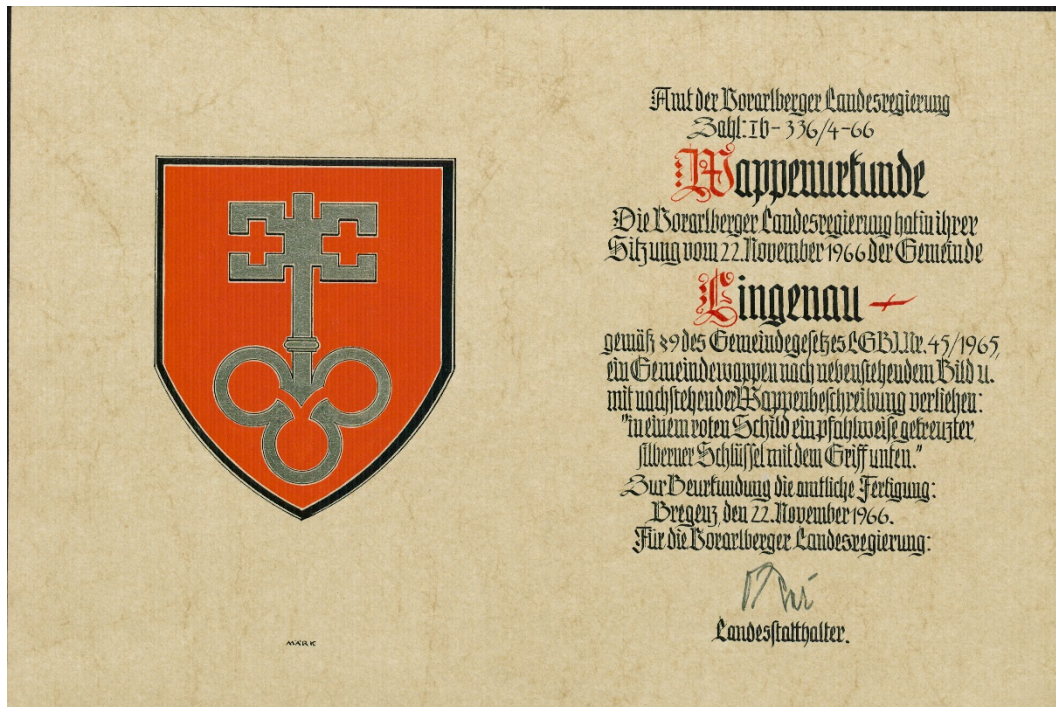 Amt der Vorarlberger Landesregierung
Zahl: Ib - 336/4-66
Wappenurkunde
Die Vorarlberger Landesregierung hat in ihrer
Sitzung vom 22. November 1966 der Gemeinde
Lingenau
gemäß §9 des Gemeindegesetzes LGBl. Nr. 45/1965,
ein Gemeindewappen nach nebenstehendem Bild u.
mit nachstehender Wappenbeschreibung verliehen:
"in einem roten Schild ein pfahlweise gekreuzter,
silberner Schlüssel mit dem Griff unten."
Zur Beurkundung die amtliche Fertigung:
Bregenz, den 22. November 1966.
Für die Vorarlberger Landesregierung:
Landesstatthalter.
MÄRK